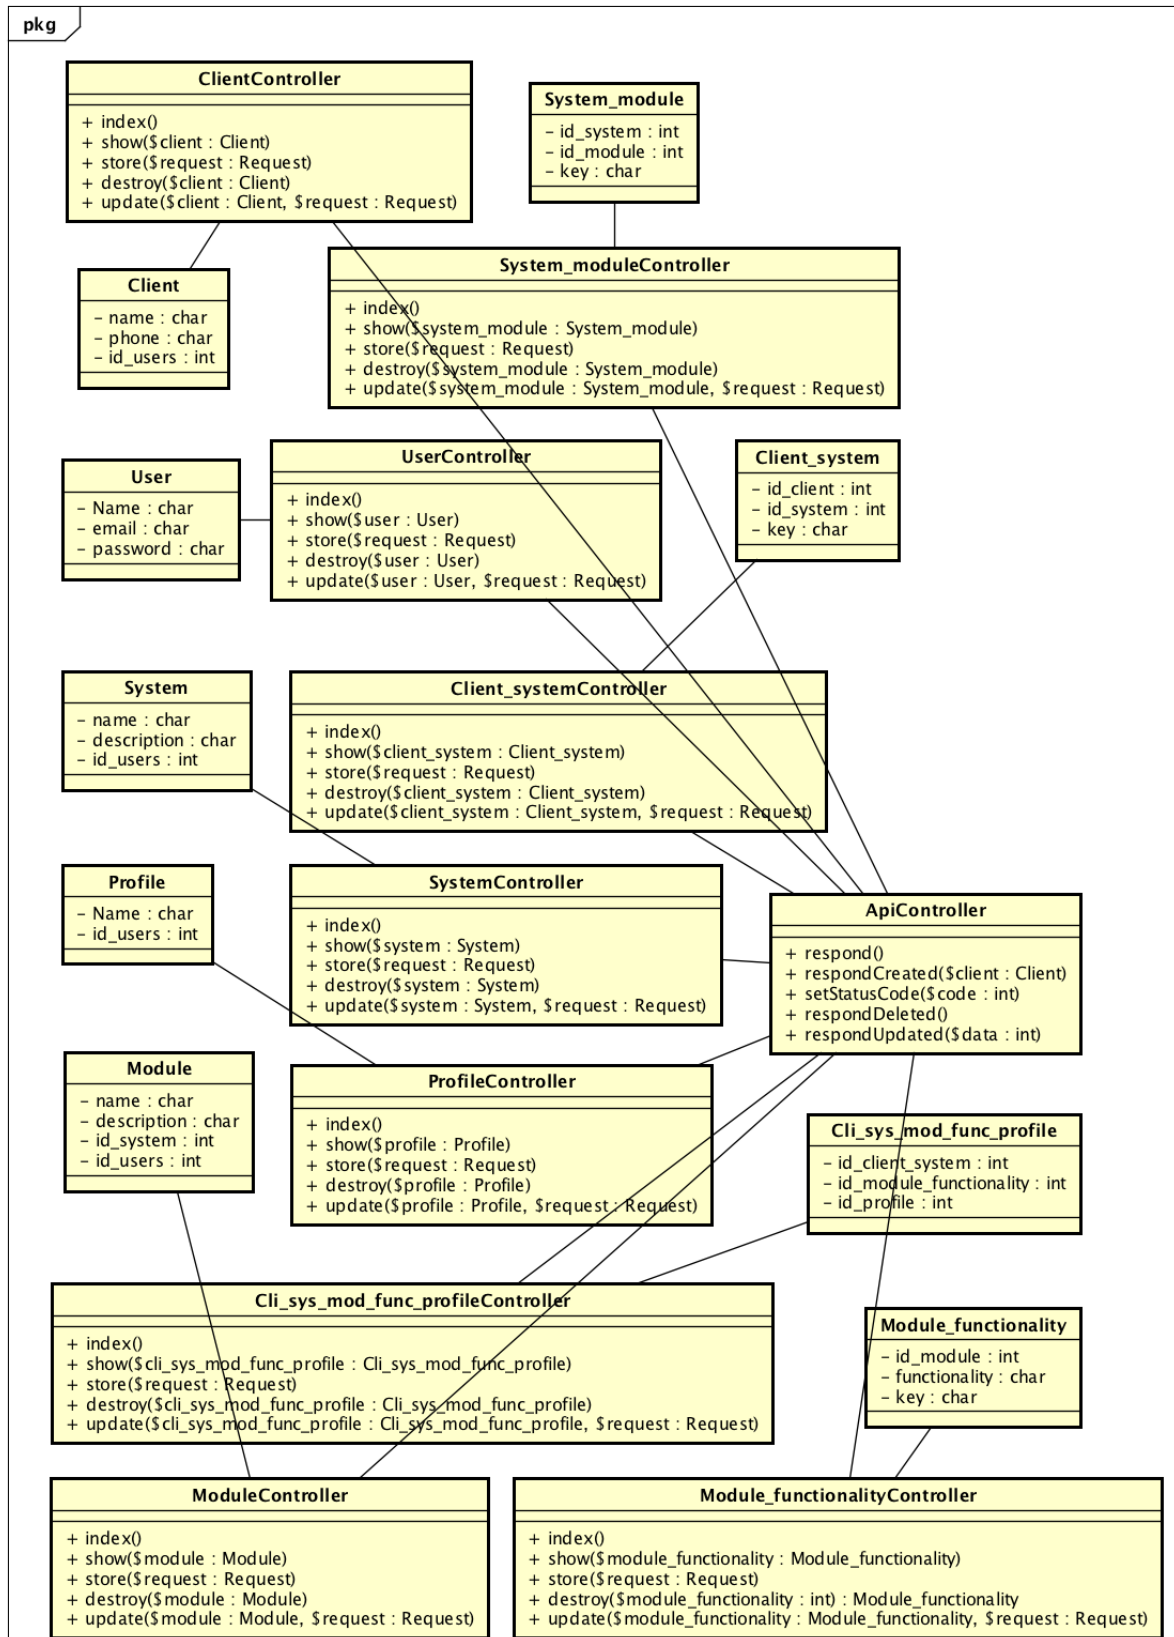 pkg
ClientController
+ index()
+ show($client : Client)
+ store($request : Request)
+ destroy($client : Client)
+ update($client : Client, $request : Request)
System_module
– id_system : int
– id_module : int
– key : char
Client
– name : char
– phone : char
– id_users : int
System_moduleController
+ index()
+ show($system_module : System_module)
+ store($request : Request)
+ destroy($system_module : System_module)
+ update($system_module : System_module, $request : Request)
User
– Name : char
– email : char
– password : char
UserController
+ index()
+ show($user : User)
+ store($request : Request)
+ destroy($user : User)
+ update($user : User, $request : Request)
Client_system
– id_client : int
– id_system : int
– key : char
System
– name : char
– description : char
– id_users : int
Client_systemController
+ index()
+ show($client_system : Client_system)
+ store($request : Request)
+ destroy($client_system : Client_system)
+ update($client_system : Client_system, $request : Request)
Profile
– Name : char
– id_users : int
SystemController
+ index()
+ show($system : System)
+ store($request : Request)
+ destroy($system : System)
+ update($system : System, $request : Request)
ApiController
+ respond()
+ respondCreated($client : Client)
+ setStatusCode($code : int)
+ respondDeleted()
+ respondUpdated($data : int)
Module
– name : char
– description : char
– id_system : int
– id_users : int
ProfileController
+ index()
+ show($profile : Profile)
+ store($request : Request)
+ destroy($profile : Profile)
+ update($profile : Profile, $request : Request)
Cli_sys_mod_func_profile
– id_client_system : int
– id_module_functionality : int
– id_profile : int
Cli_sys_mod_func_profileController
+ index()
+ show($cli_sys_mod_func_profile : Cli_sys_mod_func_profile)
+ store($request : Request)
+ destroy($cli_sys_mod_func_profile : Cli_sys_mod_func_profile)
+ update($cli_sys_mod_func_profile : Cli_sys_mod_func_profile, $request : Request)
Module_functionality
– id_module : int
– functionality : char
– key : char
ModuleController
+ index()
+ show($module : Module)
+ store($request : Request)
+ destroy($module : Module)
+ update($module : Module, $request : Request)
Module_functionalityController
+ index()
+ show($module_functionality : Module_functionality)
+ store($request : Request)
+ destroy($module_functionality : int) : Module_functionality
+ update($module_functionality : Module_functionality, $request : Request)